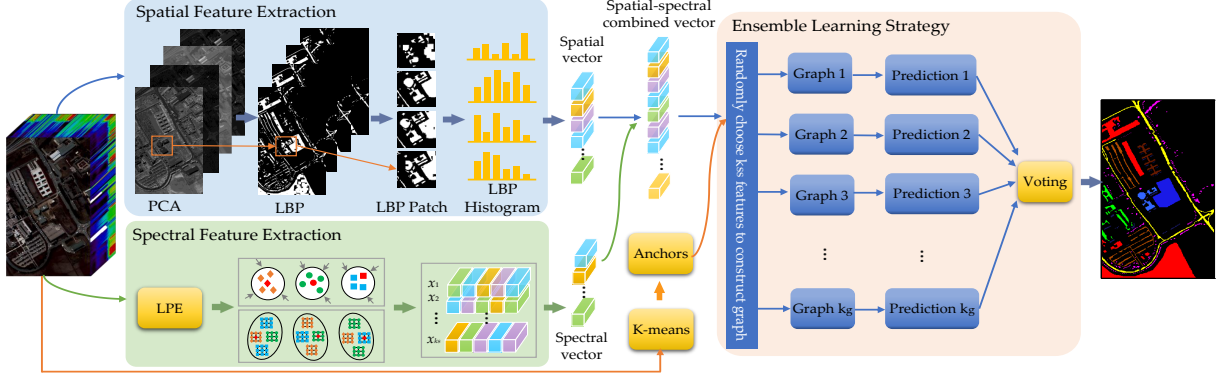 Spatial Feature Extraction
PCA
LBP
LBP Patch
LBP
Histogram
Spectral Feature Extraction
LPE
x1
x2
xks
Spatial
vector
Spatial-spectral
combined vector
Spectral
vector
Anchors
K-means
Ensemble Learning Strategy
Randomly choose kss features to construct graph
Graph 1
Prediction 1
Graph 2
Prediction 2
Graph 3
Prediction 3
Graph kg
Prediction kg
Voting